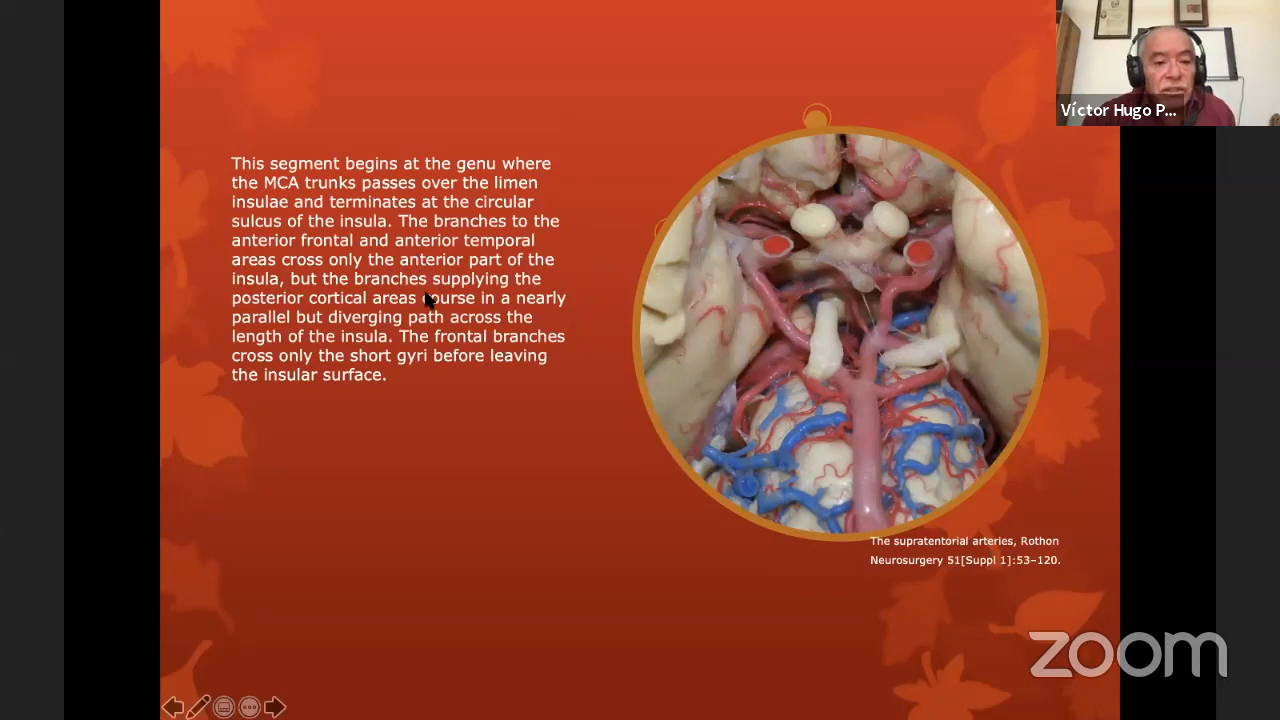 Víctor Hugo P...
This segment begins at the genu where
the MCA trunks passes over the limen
insulae and terminates at the circular
sulcus of the insula. The branches to the
anterior frontal and anterior temporal
areas cross only the anterior part of the
insula, but the branches supplying the
posterior cortical areas course in a nearly
parallel but diverging path across the
length of the insula. The frontal branches
cross only the short gyri before leaving
the insular surface.
The supratentorial arteries, Rothon
Neurosurgery 51[Suppl 1]:53–120.
zoom